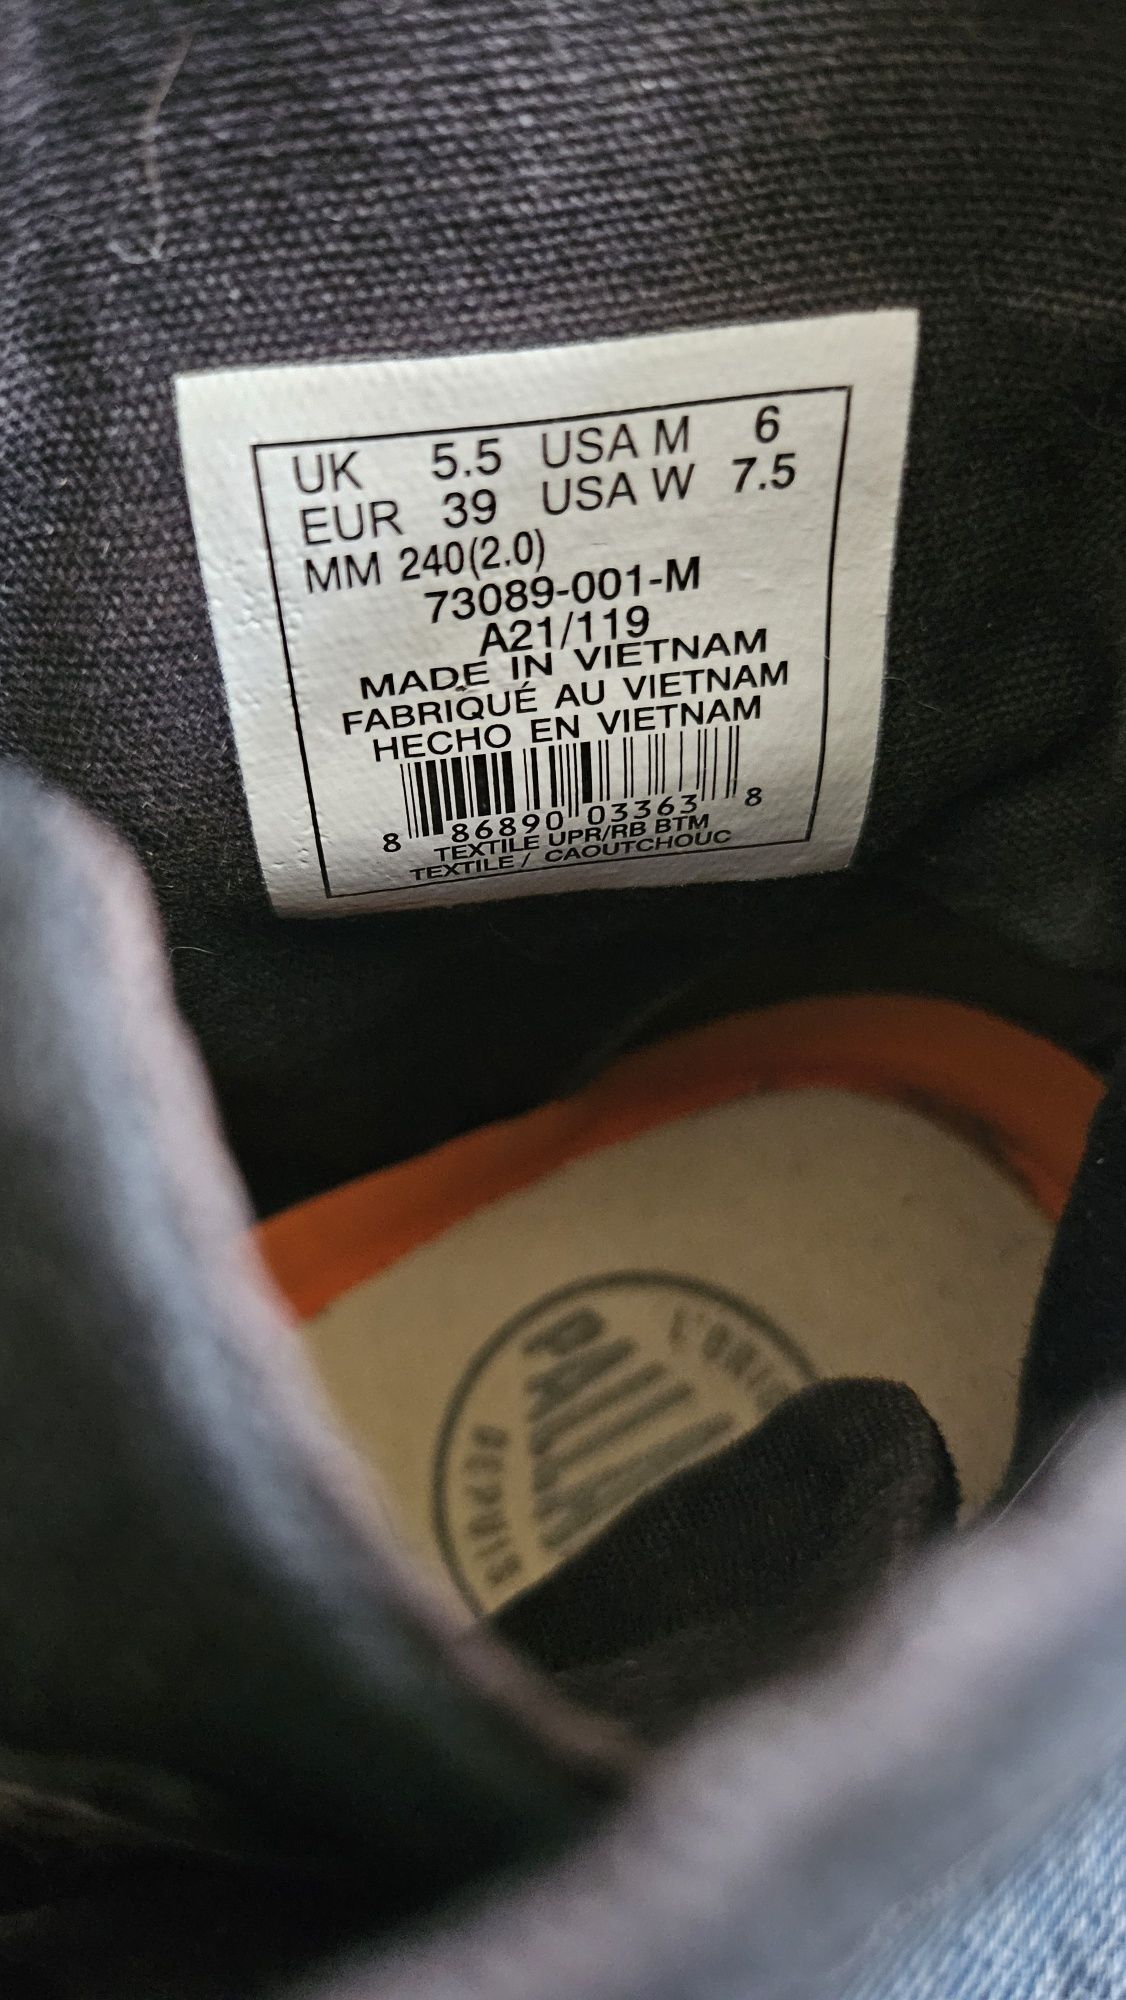 UK 5.5 USA M 6
EUR 39 USA W 7.5
MM 240(2.0)
73089-001-M
A21/119
MADE IN VIETNAM
FABRIQUÉ AU VIETNAM
HECHO EN VIETNAM
8 86890 03363 8
TEXTILE UPR/RB BTM
TEXTILE / CAOUTCHOUC
DEPUIS